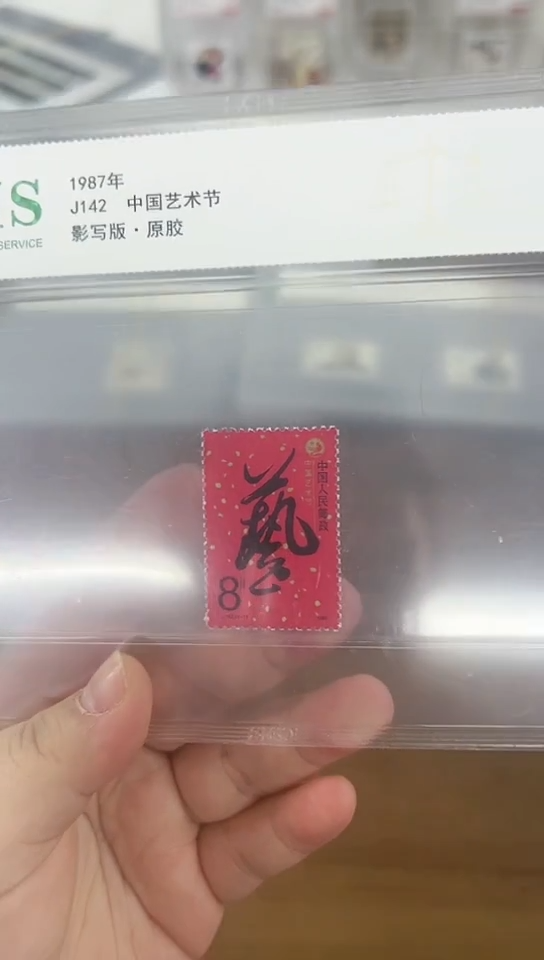 1987年
J142 中国艺术节
影写版·原胶
S
SERVICE
中国人民邮政
藝
8分